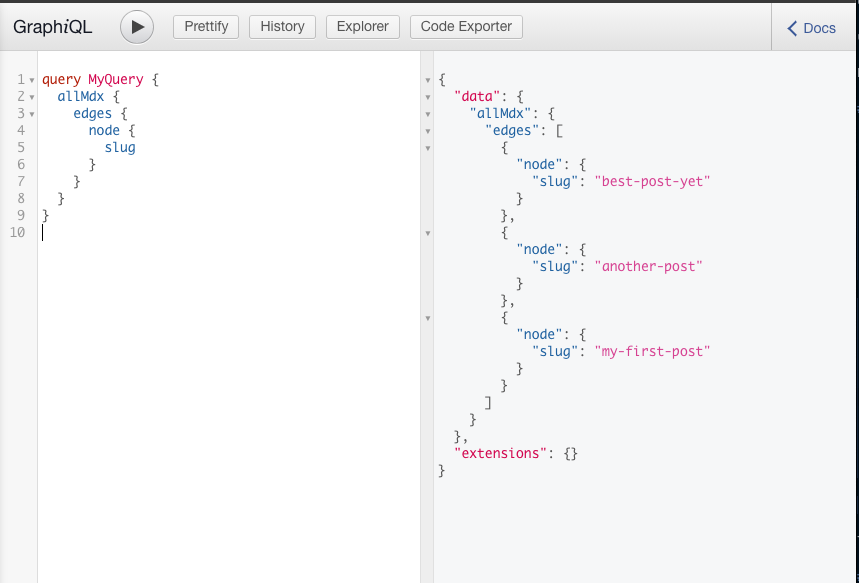 GraphiQL Prettify History Explorer Code Exporter Docs
1 query MyQuery {
2 allMdx {
3 edges {
4 node {
5 slug
6 }
7 }
8 }
9 }
10
{
"data": {
"allMdx": {
"edges": [
{
"node": {
"slug": "best-post-yet"
}
},
{
"node": {
"slug": "another-post"
}
},
{
"node": {
"slug": "my-first-post"
}
}
]
}
},
"extensions": {}
}